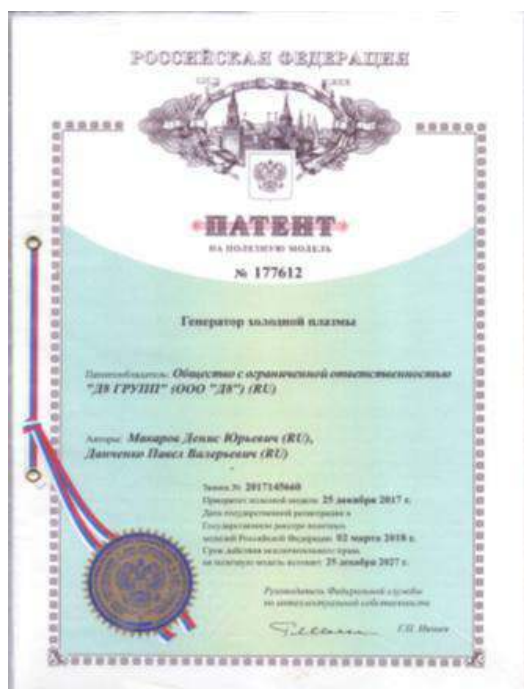 РОССИЙСКАЯ ФЕДЕРАЦИЯ
ПАТЕНТ
НА ПОЛЕЗНУЮ МОДЕЛЬ
№ 177612
Генератор холодной плазмы
Патентообладатель: Общество с ограниченной ответственностью
"Д8 ГРУПП" (ООО "Д8") (RU)
Авторы: Макаров Денис Юрьевич (RU),
Данченко Павел Валерьевич (RU)
Заявка № 2017145660
Приоритет полезной модели 25 декабря 2017 г.
Дата государственной регистрации в
Государственном реестре полезных
моделей Российской Федерации 02 марта 2018 г.
Срок действия исключительного права
на полезную модель истекает 25 декабря 2027 г.
Руководитель Федеральной службы
по интеллектуальной собственности
Г.П. Ивлиев